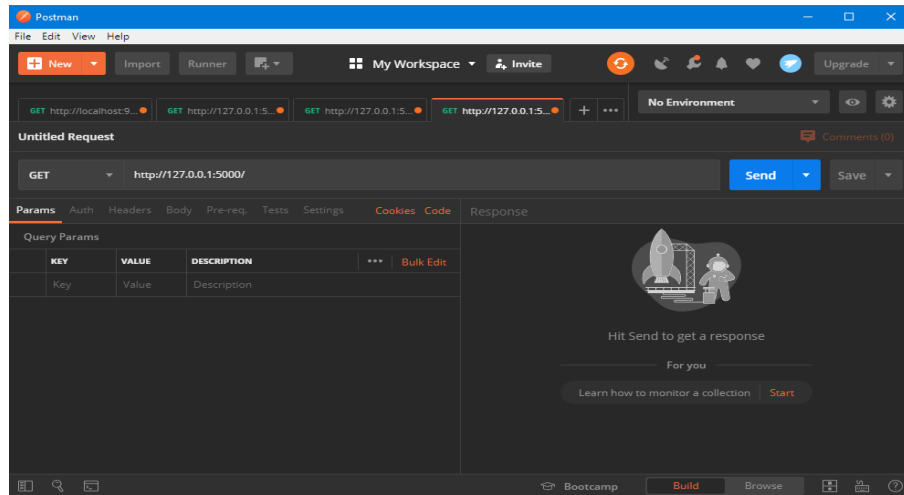 Postman
File Edit View Help
New Import Runner My Workspace Invite Upgrade
GET http://localhost:9... GET http://127.0.0.1:5... GET http://127.0.0.1:5... GET http://127.0.0.1:5... No Environment
Untitled Request Comments (0)
GET http://127.0.0.1:5000/ Send Save
Params Auth Headers Body Pre-req. Tests Settings Cookies Code Response
Query Params
KEY VALUE DESCRIPTION Bulk Edit
Key Value Description
Hit Send to get a response
For you
Learn how to monitor a collection Start
Bootcamp Build Browse